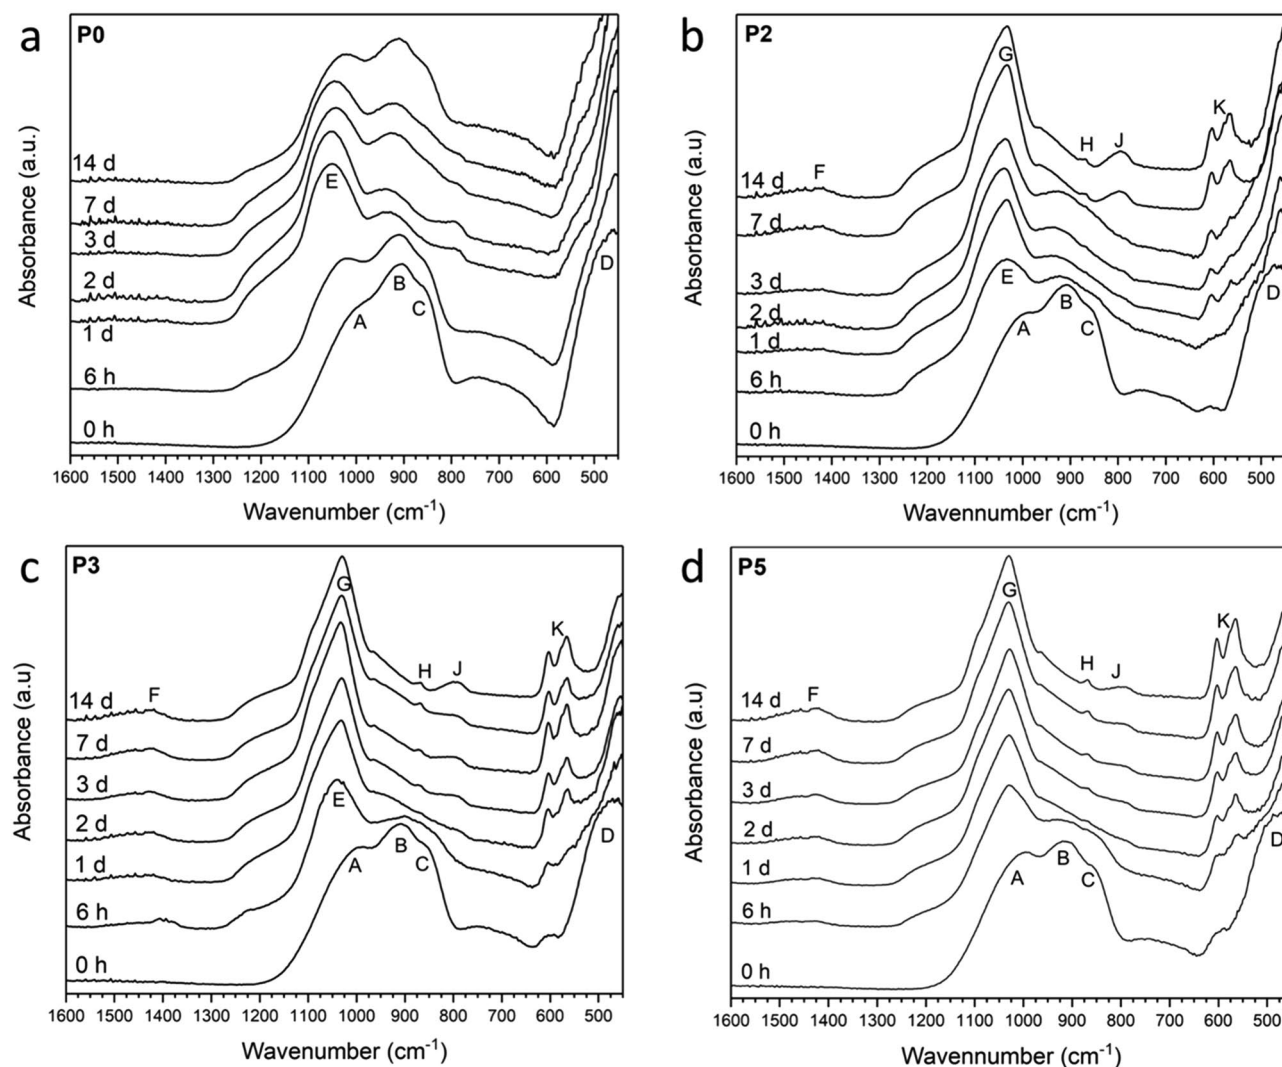 a
P0
Absorbance (a.u.)
14 d
7 d
3 d
2 d
1 d
6 h
0 h
E
A
B
C
D
1600 1500 1400 1300 1200 1100 1000 900 800 700 600 500
Wavenumber (cm-1)
b
P2
Absorbance (a.u)
14 d
7 d
3 d
2 d
1 d
6 h
0 h
F
G
H
J
K
E
A
B
C
D
1600 1500 1400 1300 1200 1100 1000 900 800 700 600 500
Wavennumber (cm-1)
c
P3
Absorbance (a.u)
14 d
7 d
3 d
2 d
1 d
6 h
0 h
F
G
H
J
K
E
A
B
C
D
1600 1500 1400 1300 1200 1100 1000 900 800 700 600 500
Wavenumber (cm-1)
d
P5
Absorbance (a.u)
14 d
7 d
3 d
2 d
1 d
6 h
0 h
F
G
H
J
K
A
B
C
D
1600 1500 1400 1300 1200 1100 1000 900 800 700 600 500
Wavennumber (cm-1)